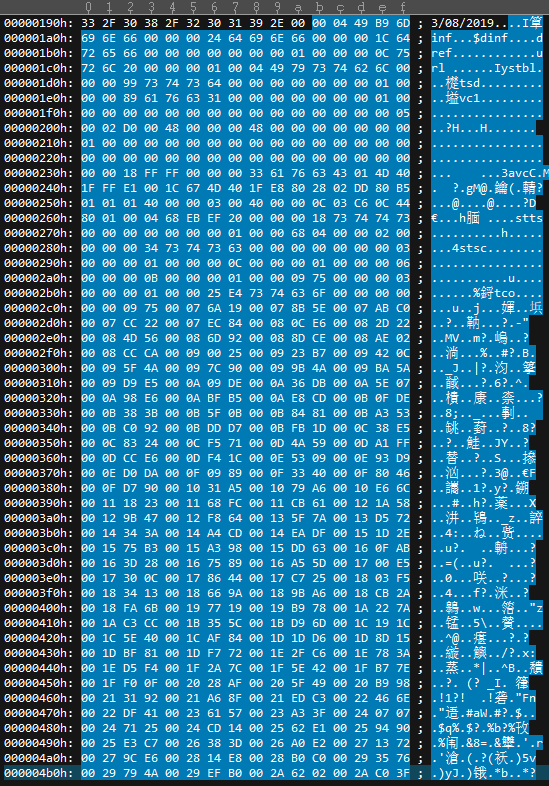 0 1 2 3 4 5 6 7 8 9 a b c d e f
00000190h: 33 2F 30 38 2F 32 30 31 39 2E 00 00 04 49 B9 6D ; 3/08/2019....I箪
000001a0h: 69 6E 66 00 00 00 24 64 69 6E 66 00 00 00 1C 64 ; inf...$dinf....d
000001b0h: 72 65 66 00 00 00 00 00 00 00 01 00 00 00 0C 75 ; ref............u
000001c0h: 72 6C 20 00 00 00 01 00 04 49 79 73 74 62 6C 00 ; rl ......Iystbl.
000001d0h: 00 00 99 73 74 73 64 00 00 00 00 00 00 00 01 00 ; ..檚tsd.........
000001e0h: 00 00 89 61 76 63 31 00 00 00 00 00 00 00 01 00 ; ..塧vc1.........
000001f0h: 00 00 00 00 00 00 00 00 00 00 00 00 00 00 00 05 ; ................
00000200h: 00 02 D0 00 48 00 00 00 48 00 00 00 00 00 00 00 ; ..?H...H.......
00000210h: 01 00 00 00 00 00 00 00 00 00 00 00 00 00 00 00 ; ................
00000220h: 00 00 00 00 00 00 00 00 00 00 00 00 00 00 00 00 ; ................
00000230h: 00 00 18 FF FF 00 00 00 33 61 76 63 43 01 4D 40 ; 3avcC.M
00000240h: 1F FF E1 00 1C 67 4D 40 1F E8 80 28 02 DD 80 B5
00000250h: 01 01 01 40 00 00 03 00 40 00 00 0C 03 C6 0C 44 ; ...@....@....?D
00000260h: 80 01 00 04 68 EB EF 20 00 00 00 18 73 74 74 73
00000270h: 00 00 00 00 00 00 00 01 00 00 68 04 00 00 02 00 ; ..........h.....
00000280h: 00 00 00 34 73 74 73 63 00 00 00 00 00 00 00 03 ; ...4stsc........
00000290h: 00 00 00 01 00 00 00 0C 00 00 00 01 00 00 00 06 ; ................
000002a0h: 00 00 00 0B 00 00 00 01 00 00 09 75 00 00 00 03 ; ...........u....
000002b0h: 00 00 00 01 00 00 25 E4 73 74 63 6F 00 00 00 00
000002c0h: 00 00 09 75 00 07 6A 19 00 07 8B 5E 00 07 AB C0
000002d0h: 00 07 CC 22 00 07 EC 84 00 08 0C E6 00 08 2D 22
000002e0h: 00 08 4D 56 00 08 6D 92 00 08 8D CE 00 08 AE 02
000002f0h: 00 08 CC CA 00 09 00 25 00 09 23 B7 00 09 42 0C
00000300h: 00 09 5F 4A 00 09 7C 90 00 09 9B 4A 00 09 BA 5A
00000310h: 00 09 D9 E5 00 0A 09 DE 00 0A 36 DB 00 0A 5E 07
00000320h: 00 0A 98 E6 00 0A BF B5 00 0A E8 CD 00 0B 0F DE
00000330h: 00 0B 38 3B 00 0B 5F 0B 00 0B 84 81 00 0B A3 53
00000340h: 00 0B C0 92 00 0B DD D7 00 0B FB 1D 00 0C 38 E5
00000350h: 00 0C 83 24 00 0C F5 71 00 0D 4A 59 00 0D A1 FF
00000360h: 00 0D CC E6 00 0D F4 1C 00 0E 53 09 00 0E 93 D9
00000370h: 00 0E D0 DA 00 0F 09 89 00 0F 33 40 00 0F 80 46
00000380h: 00 0F D7 90 00 10 31 A5 00 10 79 A6 00 10 E6 6C
00000390h: 00 11 18 23 00 11 68 FC 00 11 CB 61 00 12 1A 58
000003a0h: 00 12 9B 47 00 12 F8 64 00 13 5F 7A 00 13 D5 72
000003b0h: 00 14 34 3A 00 14 A4 CD 00 14 EA DF 00 15 1D 2E
000003c0h: 00 15 75 B3 00 15 A3 98 00 15 DD 63 00 16 0F AB
000003d0h: 00 16 3D 28 00 16 75 89 00 16 A5 5D 00 17 00 E5
000003e0h: 00 17 30 0C 00 17 86 44 00 17 C7 25 00 18 03 F5
000003f0h: 00 18 34 13 00 18 66 9A 00 18 9B A6 00 18 CB 2A
00000400h: 00 18 FA 6B 00 19 77 19 00 19 B9 78 00 1A 22 7A
00000410h: 00 1A C3 CC 00 1B 35 5C 00 1B D9 6D 00 1C 19 1C
00000420h: 00 1C 5E 40 00 1C AF 84 00 1D 1D D6 00 1D 8D 15
00000430h: 00 1D BF 81 00 1D F7 72 00 1E 2F C6 00 1E 78 3A
00000440h: 00 1E D5 F4 00 1F 2A 7C 00 1F 5E 42 00 1F B7 7E
00000450h: 00 1F F0 0F 00 20 28 AF 00 20 5F 49 00 20 B9 98
00000460h: 00 21 31 92 00 21 A6 8F 00 21 ED C3 00 22 46 6E
00000470h: 00 22 DF 41 00 23 61 57 00 23 A3 3F 00 24 07 07
00000480h: 00 24 71 25 00 24 CD 14 00 25 62 E1 00 25 94 90
00000490h: 00 25 E3 C7 00 26 38 3D 00 26 A0 E2 00 27 13 72
000004a0h: 00 27 9C E6 00 28 14 E8 00 28 B0 C0 00 29 35 76
000004b0h: 00 29 79 4A 00 29 EF B0 00 2A 62 02 00 2A C0 3F